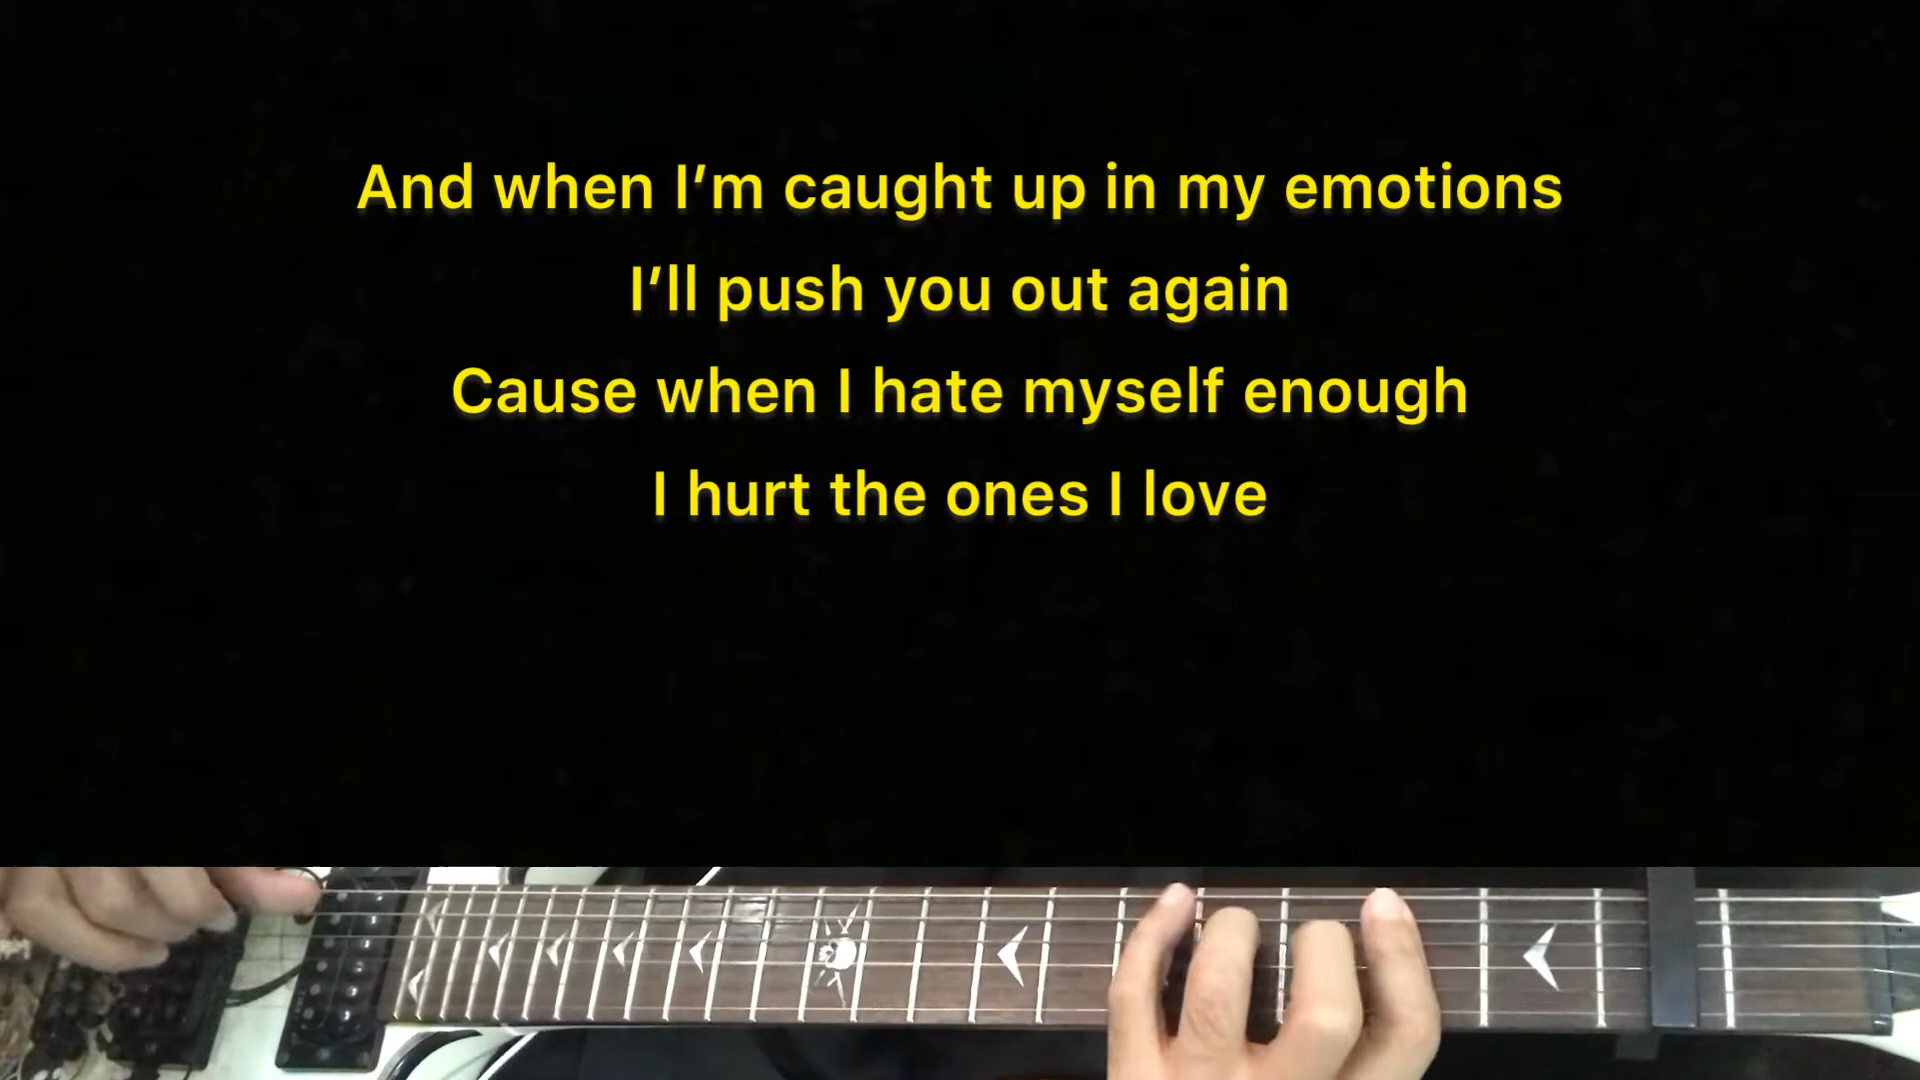 And when I’m caught up in my emotions
I’ll push you out again
Cause when I hate myself enough
I hurt the ones I love